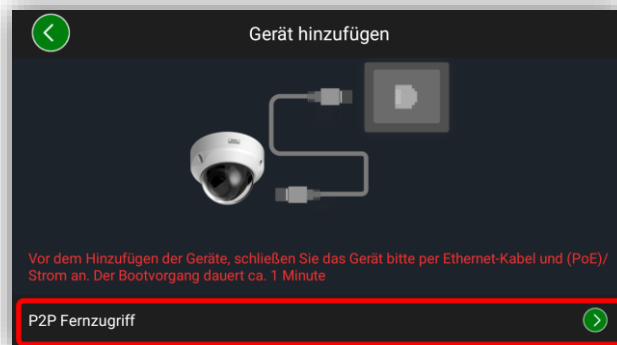 Gerät hinzufügen
Vor dem Hinzufügen der Geräte, schließen Sie das Gerät bitte per Ethernet-Kabel und (PoE)/
Strom an. Der Bootvorgang dauert ca. 1 Minute
P2P Fernzugriff